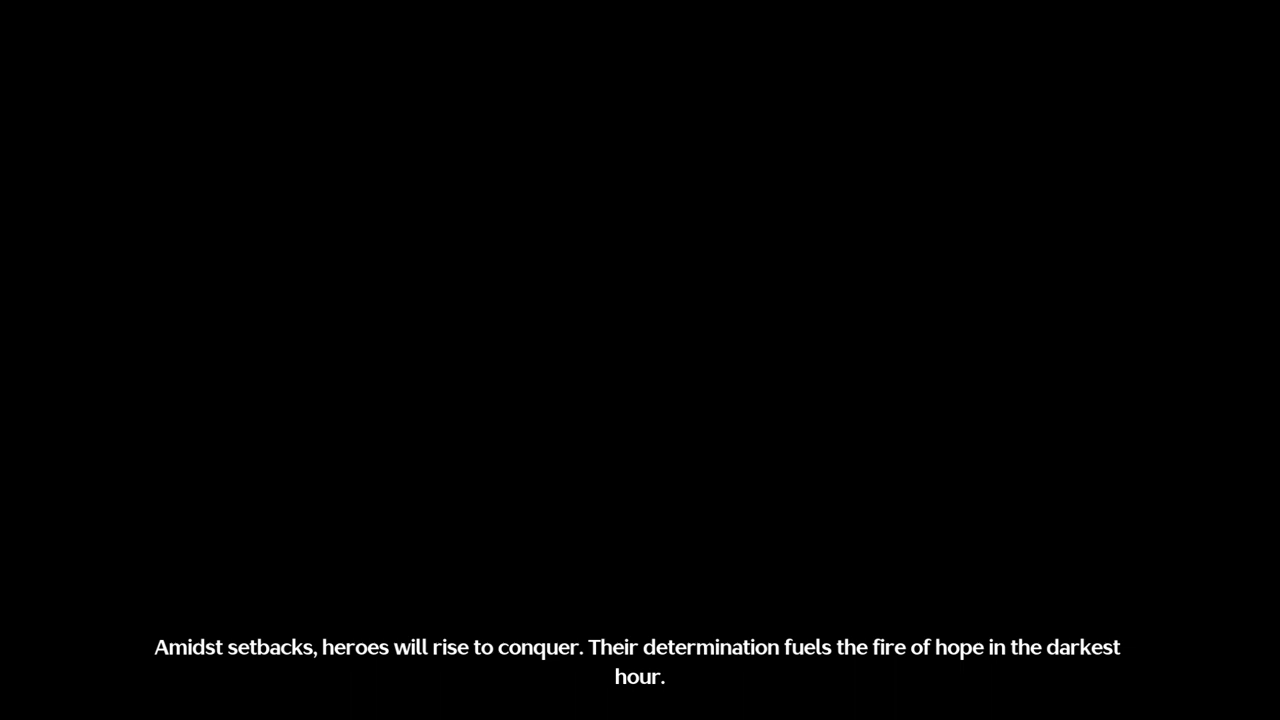 Amidst setbacks, heroes will rise to conquer. Their determination fuels the fire of hope in the darkest
hour.